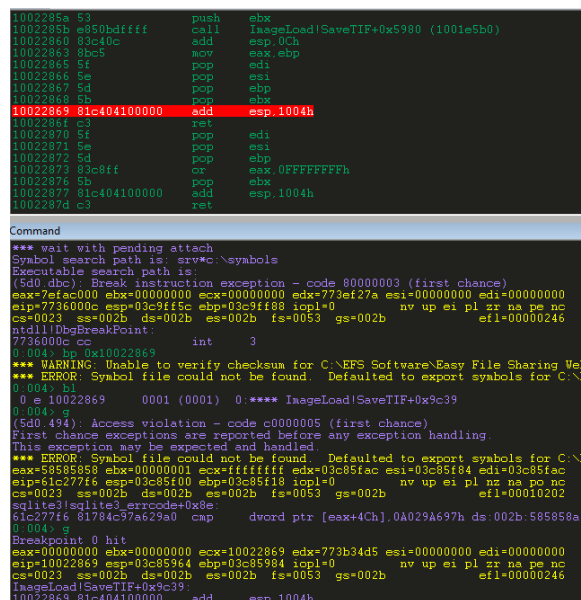 1002285a 53 push ebx
1002285b e850bdffff call ImageLoad!SaveTIF+0x5980 (1001e5b0)
10022860 83c40c add esp,0Ch
10022863 8bc5 mov eax,ebp
10022865 5f pop edi
10022866 5e pop esi
10022867 5d pop ebp
10022868 5b pop ebx
10022869 81c404100000 add esp,1004h
1002286f c3 ret
10022870 5f pop edi
10022871 5e pop esi
10022872 5d pop ebp
10022873 83c8ff or eax,0FFFFFFFFh
10022876 5b pop ebx
10022877 81c404100000 add esp,1004h
1002287d c3 ret
Command
*** wait with pending attach
Symbol search path is: srv*c:\symbols
Executable search path is:
(5d0.dbc): Break instruction exception - code 80000003 (first chance)
eax=7efac000 ebx=00000000 ecx=00000000 edx=773ef27a esi=00000000 edi=00000000
eip=7736000c esp=03c9ff5c ebp=03c9ff88 iopl=0 nv up ei pl zr na pe nc
cs=0023 ss=002b ds=002b es=002b fs=0053 gs=002b efl=00000246
ntdll!DbgBreakPoint:
7736000c cc int 3
0:004> bp 0x10022869
*** WARNING: Unable to verify checksum for C:\EFS Software\Easy File Sharing We
*** ERROR: Symbol file could not be found. Defaulted to export symbols for C:\
0:004> bl
0 e 10022869 0001 (0001) 0:**** ImageLoad!SaveTIF+0x9c39
0:004> g
(5d0.494): Access violation - code c0000005 (first chance)
First chance exceptions are reported before any exception handling.
This exception may be expected and handled.
*** ERROR: Symbol file could not be found. Defaulted to export symbols for C:\
eax=58585858 ebx=00000001 ecx=ffffffff edx=03c85fac esi=03c85f84 edi=03c85fac
eip=61c277f6 esp=03c85f00 ebp=03c85f18 iopl=0 nv up ei pl nz na po nc
cs=0023 ss=002b ds=002b es=002b fs=0053 gs=002b efl=00010202
sqlite3!sqlite3_errcode+0x8e:
61c277f6 81784c97a629a0 cmp dword ptr [eax+4Ch],0A029A697h ds:002b:585858a
0:004> g
Breakpoint 0 hit
eax=00000000 ebx=00000000 ecx=10022869 edx=773b34d5 esi=00000000 edi=00000000
eip=10022869 esp=03c85964 ebp=03c85984 iopl=0 nv up ei pl zr na pe nc
cs=0023 ss=002b ds=002b es=002b fs=0053 gs=002b efl=00000246
ImageLoad!SaveTIF+0x9c39:
10022869 81c404100000 add esp,1004h